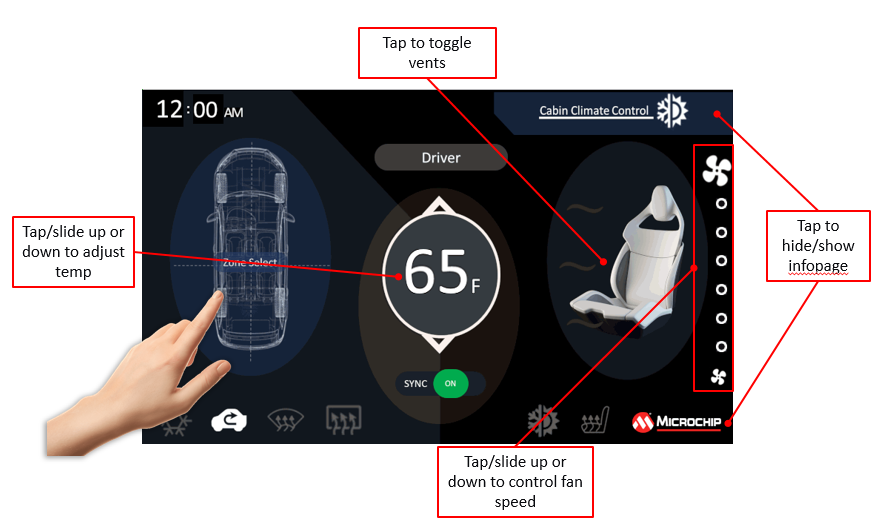 Tap to toggle
vents
12:00 AM
Cabin Climate Control
Driver
Tap/slide up or
down to adjust
temp
Zone Select
65F
Tap to
hide/show
infopage
SYNC ON
MICROCHIP
Tap/slide up or
down to control fan
speed